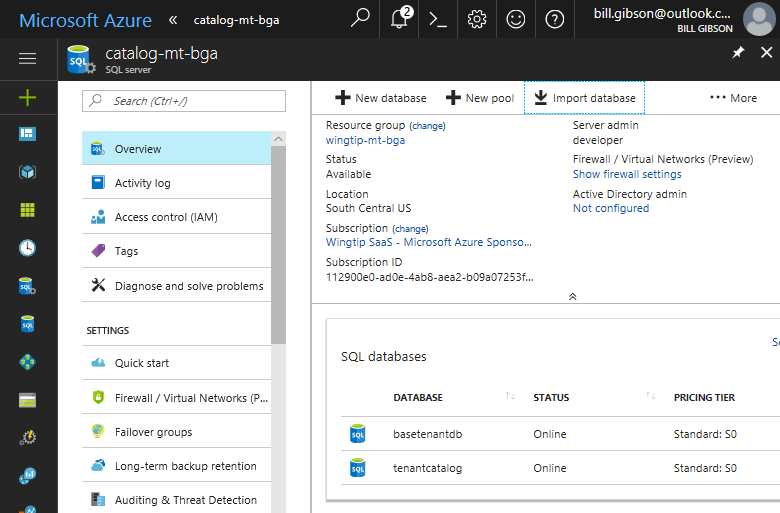 Microsoft Azure « catalog-mt-bga
2
bill.gibson@outlook.c...
BILL GIBSON
SQL
catalog-mt-bga
SQL server
Search (Ctrl+/)
Overview
Activity log
Access control (IAM)
Tags
Diagnose and solve problems
SETTINGS
Quick start
Firewall / Virtual Networks (P...
Failover groups
Long-term backup retention
Auditing & Threat Detection
New database
New pool
Import database
More
Resource group (change)
wingtip-mt-bga
Status
Available
Location
South Central US
Subscription (change)
Wingtip SaaS - Microsoft Azure Sponso...
Subscription ID
112900e0-ad0e-4ab8-aea2-b09a07253f...
Server admin
developer
Firewall / Virtual Networks (Preview)
Show firewall settings
Active Directory admin
Not configured
SQL databases
DATABASE STATUS PRICING TIER
SQL basetenantdb Online Standard: S0
SQL tenantcatalog Online Standard: S0